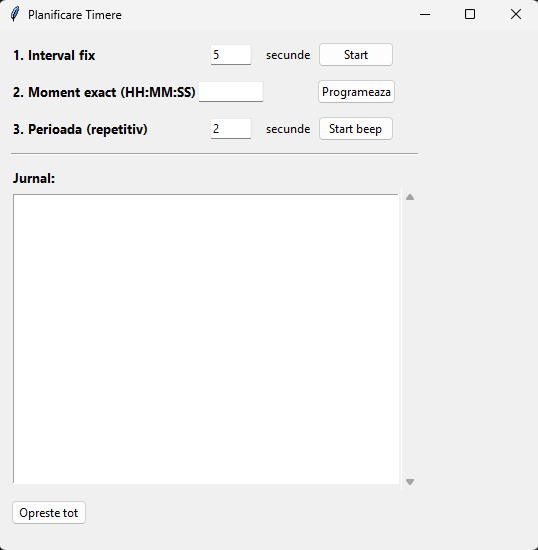 Planificare Timere
1. Interval fix 5 secunde Start
2. Moment exact (HH:MM:SS) Programeaza
3. Perioada (repetitiv) 2 secunde Start beep
Jurnal:
Opreste tot